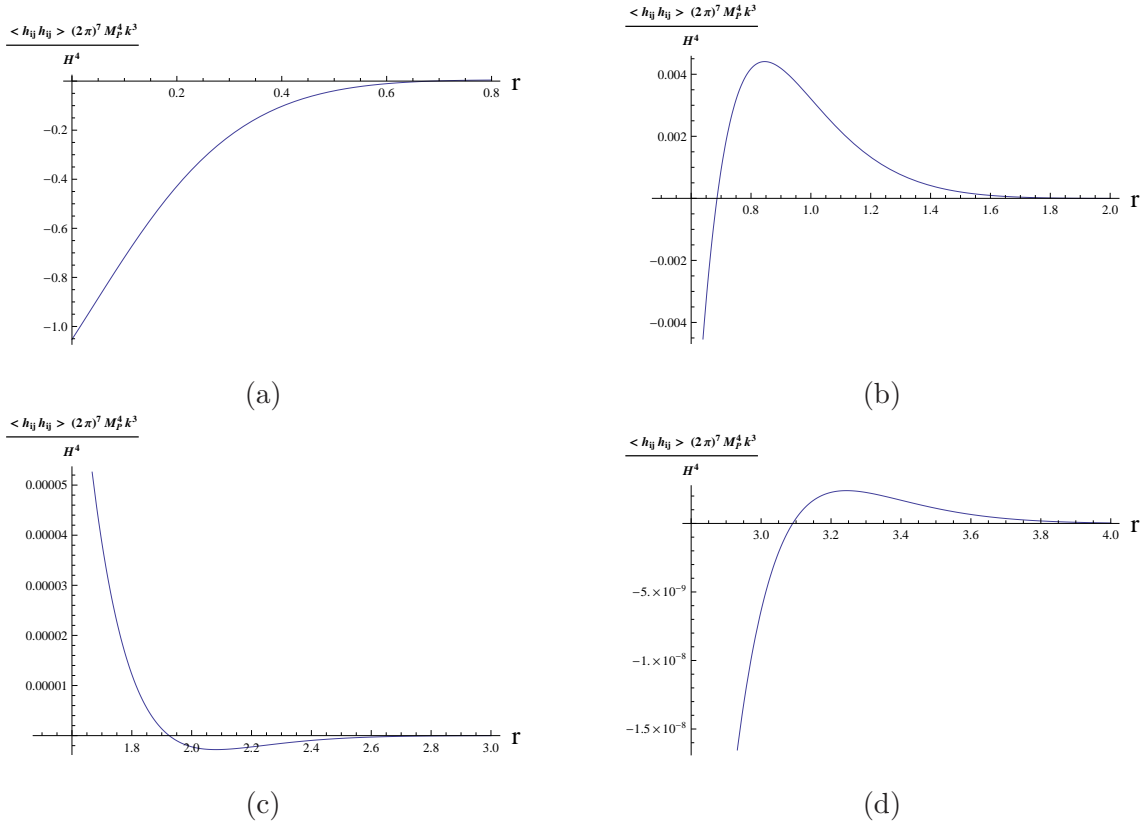 < h_ij h_ij > (2 π)^7 M_P^4 k^3
H^4
r
0.2
0.4
0.6
0.8
−0.2
−0.4
−0.6
−0.8
−1.0
(a)
< h_ij h_ij > (2 π)^7 M_P^4 k^3
H^4
0.004
0.002
r
0.8
1.0
1.2
1.4
1.6
1.8
2.0
−0.002
−0.004
(b)
< h_ij h_ij > (2 π)^7 M_P^4 k^3
H^4
0.00005
0.00004
0.00003
0.00002
0.00001
r
1.8
2.0
2.2
2.4
2.6
2.8
3.0
(c)
< h_ij h_ij > (2 π)^7 M_P^4 k^3
H^4
r
3.0
3.2
3.4
3.6
3.8
4.0
−5. × 10^−9
−1. × 10^−8
−1.5 × 10^−8
(d)